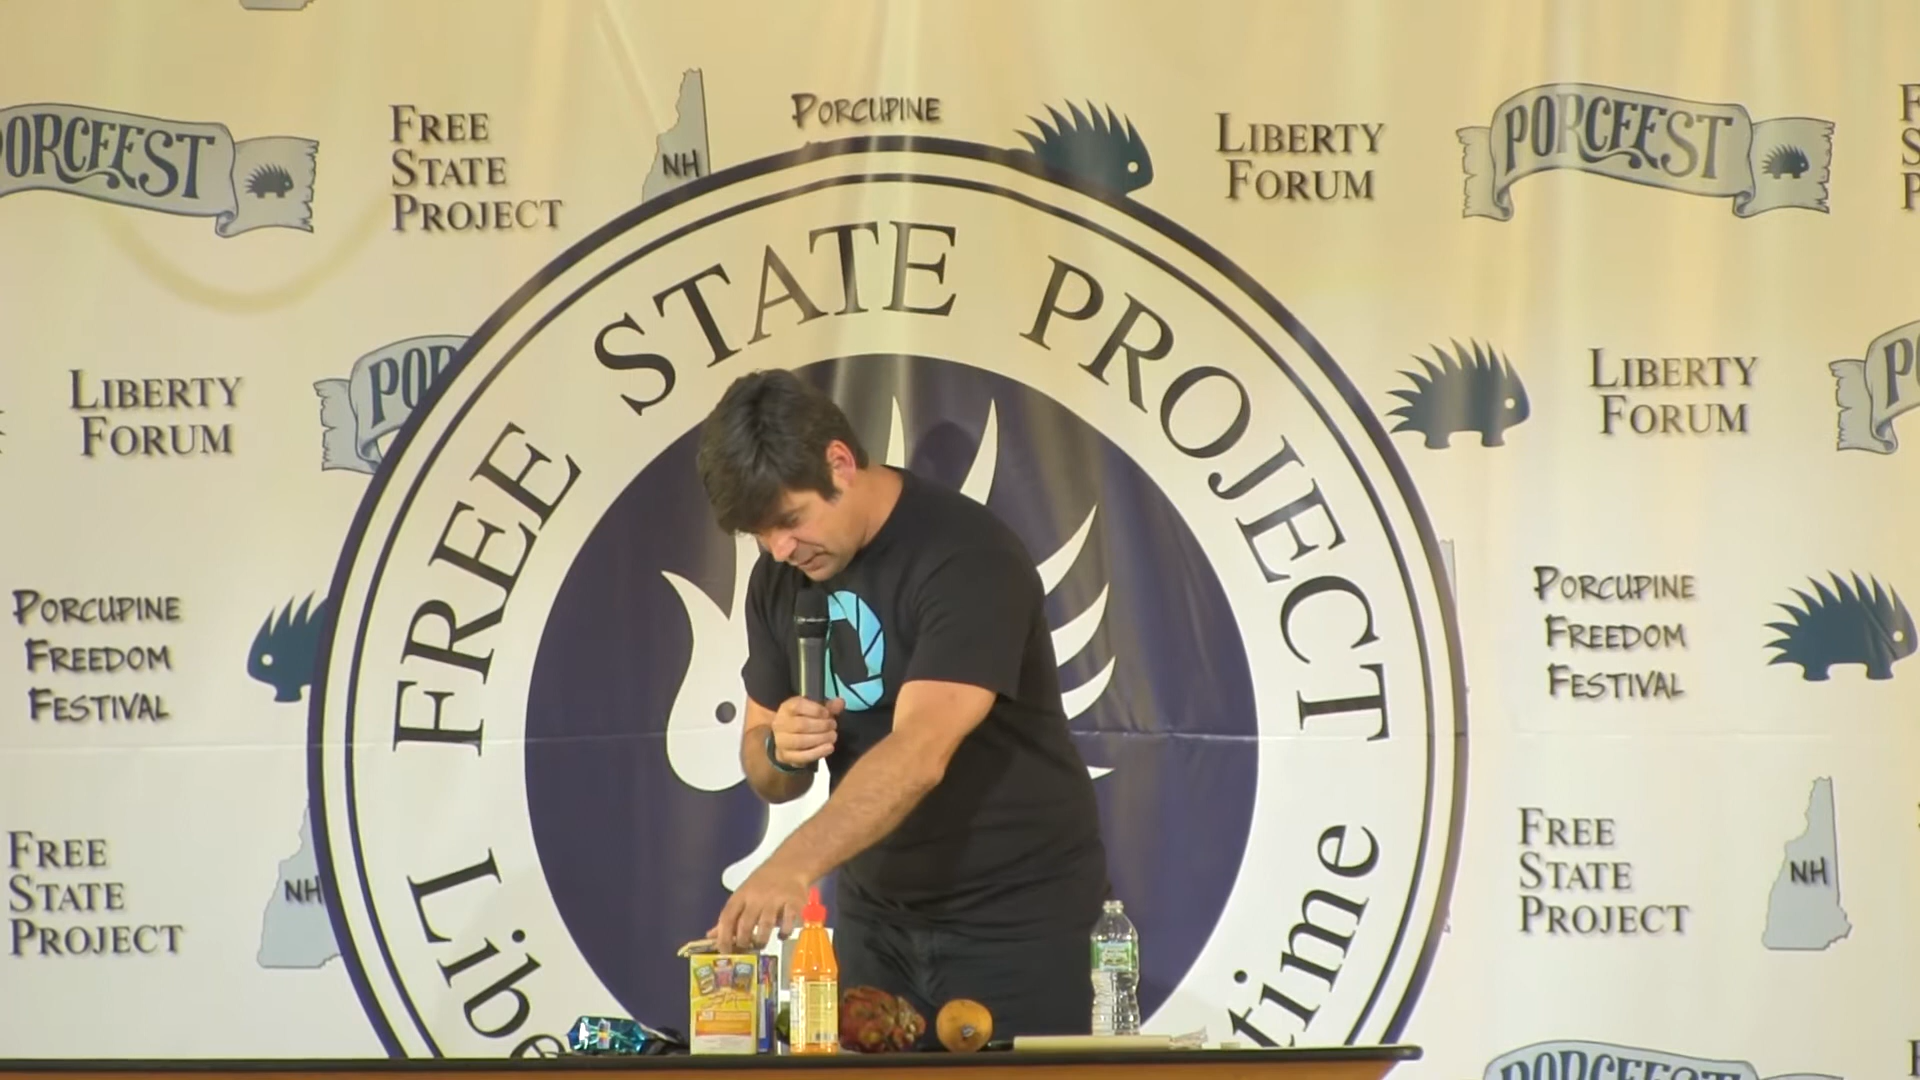 PORCFEST
FREE
STATE
PROJECT
NH
PORCUPINE
LIBERTY
FORUM
PORCFEST
FREE STATE PROJECT
LIBERTY
FORUM
LIBERTY
FORUM
PORCUPINE
FREEDOM
FESTIVAL
PORCUPINE
FREEDOM
FESTIVAL
FREE
STATE
PROJECT
NH
FREE
STATE
PROJECT
NH
PORCFEST